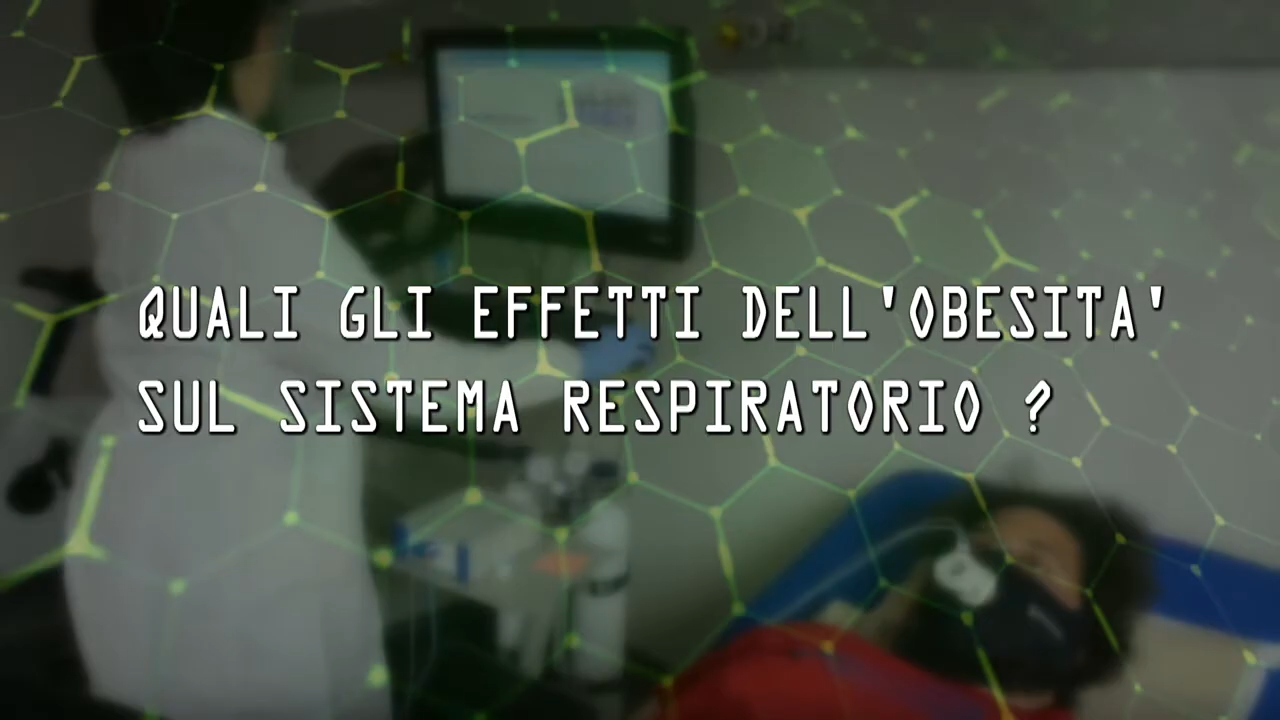 QUALI GLI EFFETTI DELL'OBESITA'
SUL SISTEMA RESPIRATORIO ?